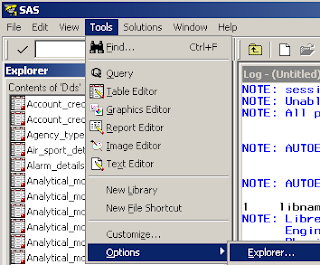 SAS
File Edit View Tools Solutions Window Help
Find... Ctrl+F
Query
Table Editor
Graphics Editor
Report Editor
Image Editor
Text Editor
New Library
New File Shortcut
Customize...
Options
Explorer...
Explorer
Contents of 'Dds'
Account_cred
Account_cred
Agency_type
Air_sport_de
Alarm_details
Analytical_mo
Analytical_mo
Analytical_mo
Analytical_mo
Analytical_mo
Analytical_mo
Analytical_mo
Log - (Untitled)
NOTE: sessi
NOTE: Unabl
NOTE: All p
NOTE: AUTOE
NOTE: AUTOE
1 libnam
NOTE: Libre
Engin